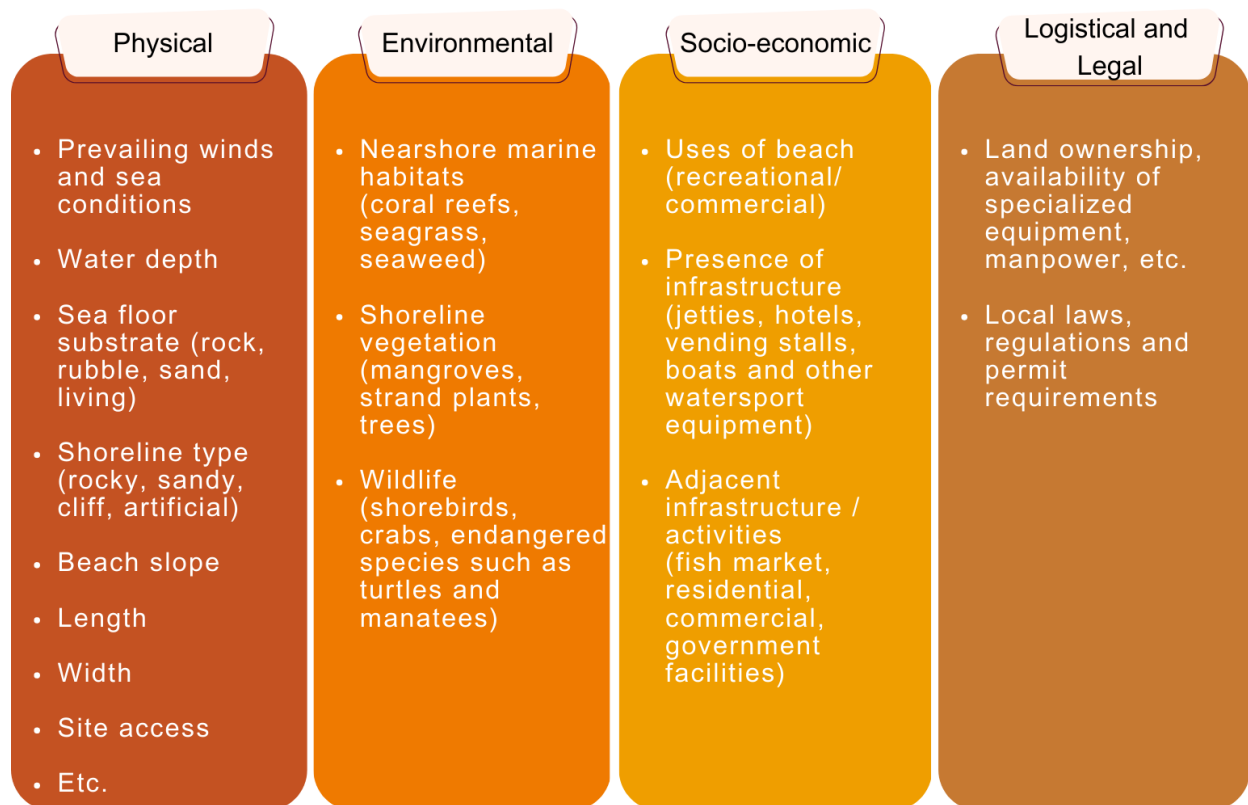 Physical
• Prevailing winds
and sea
conditions
• Water depth
• Sea floor
substrate (rock,
rubble, sand,
living)
• Shoreline type
(rocky, sandy,
cliff, artificial)
• Beach slope
• Length
• Width
• Site access
• Etc.
Environmental
• Nearshore marine
habitats
(coral reefs,
seagrass,
seaweed)
• Shoreline
vegetation
(mangroves,
strand plants,
trees)
• Wildlife
(shorebirds,
crabs, endangered
species such as
turtles and
manatees)
Socio-economic
• Uses of beach
(recreational/
commercial)
• Presence of
infrastructure
(jetties, hotels,
vending stalls,
boats and other
watersport
equipment)
• Adjacent
infrastructure /
activities
(fish market,
residential,
commercial,
government
facilities)
Logistical and
Legal
• Land ownership,
availability of
specialized
equipment,
manpower, etc.
• Local laws,
regulations and
permit
requirements